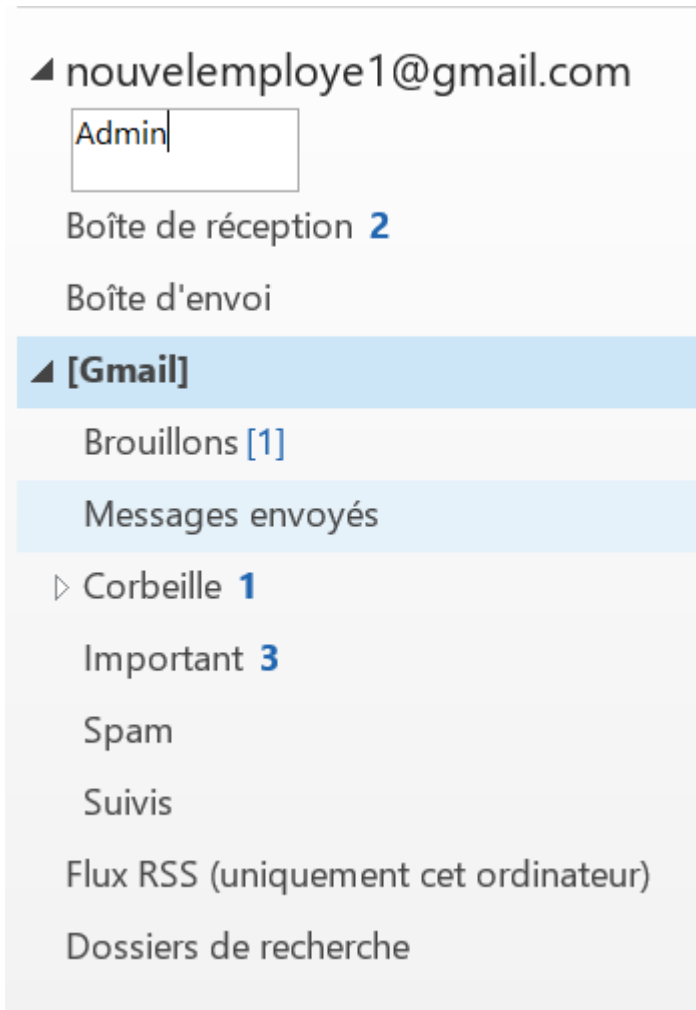 nouvelemploye1@gmail.com
Admin
Boîte de réception 2
Boîte d'envoi
[Gmail]
Brouillons [1]
Messages envoyés
Corbeille 1
Important 3
Spam
Suivis
Flux RSS (uniquement cet ordinateur)
Dossiers de recherche